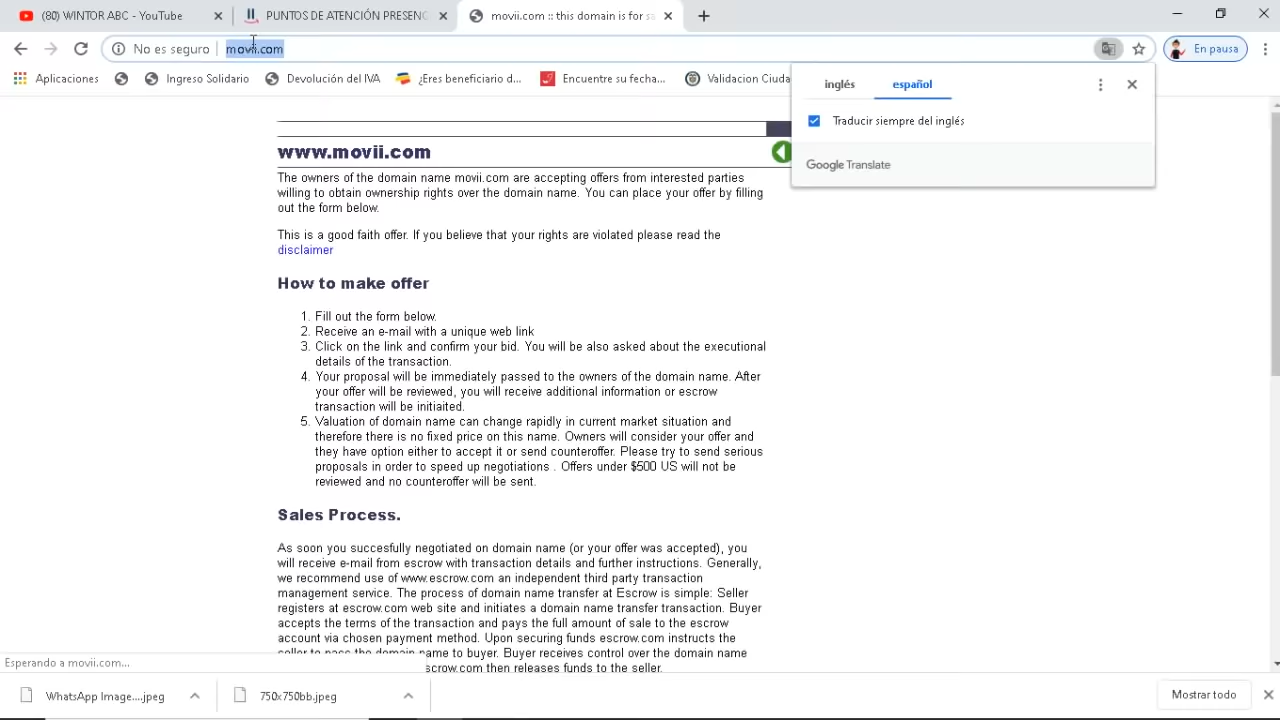 (80) WINTOR ABC - YouTube
PUNTOS DE ATENCIÓN PRESENC
movii.com :: this domain is for sa
No es seguro
movii.com
En pausa
Aplicaciones
Ingreso Solidario
Devolución del IVA
¿Eres beneficiario d...
Encuentre su fecha...
Validacion Ciuda
inglés
español
Traducir siempre del inglés
Google Translate
www.movii.com
The owners of the domain name movii.com are accepting offers from interested parties
willing to obtain ownership rights over the domain name. You can place your offer by filling
out the form below.
This is a good faith offer. If you believe that your rights are violated please read the
disclaimer
How to make offer
1. Fill out the form below.
2. Receive an e-mail with a unique web link
3. Click on the link and confirm your bid. You will be also asked about the executional
details of the transaction.
4. Your proposal will be immediately passed to the owners of the domain name. After
your offer will be reviewed, you will receive additional information or escrow
transaction will be initiaited.
5. Valuation of domain name can change rapidly in current market situation and
therefore there is no fixed price on this name. Owners will consider your offer and
they have option either to accept it or send counteroffer. Please try to send serious
proposals in order to speed up negotiations . Offers under $500 US will not be
reviewed and no counteroffer will be sent.
Sales Process.
As soon you succesfully negotiated on domain name (or your offer was accepted), you
will receive e-mail from escrow with transaction details and further instructions. Generally,
we recommend use of www.escrow.com an independent third party transaction
management service. The process of domain name transfer at Escrow is simple: Seller
registers at escrow.com web site and initiates a domain name transfer transaction. Buyer
accepts the terms of the transaction and pays the full amount of sale to the escrow
account via chosen payment method. Upon securing funds escrow.com instructs the
seller to pass the domain name to buyer. Buyer receives control over the domain name
escrow.com then releases funds to the seller.
Esperando a movii.com...
WhatsApp Image....jpeg
750x750bb.jpeg
Mostrar todo